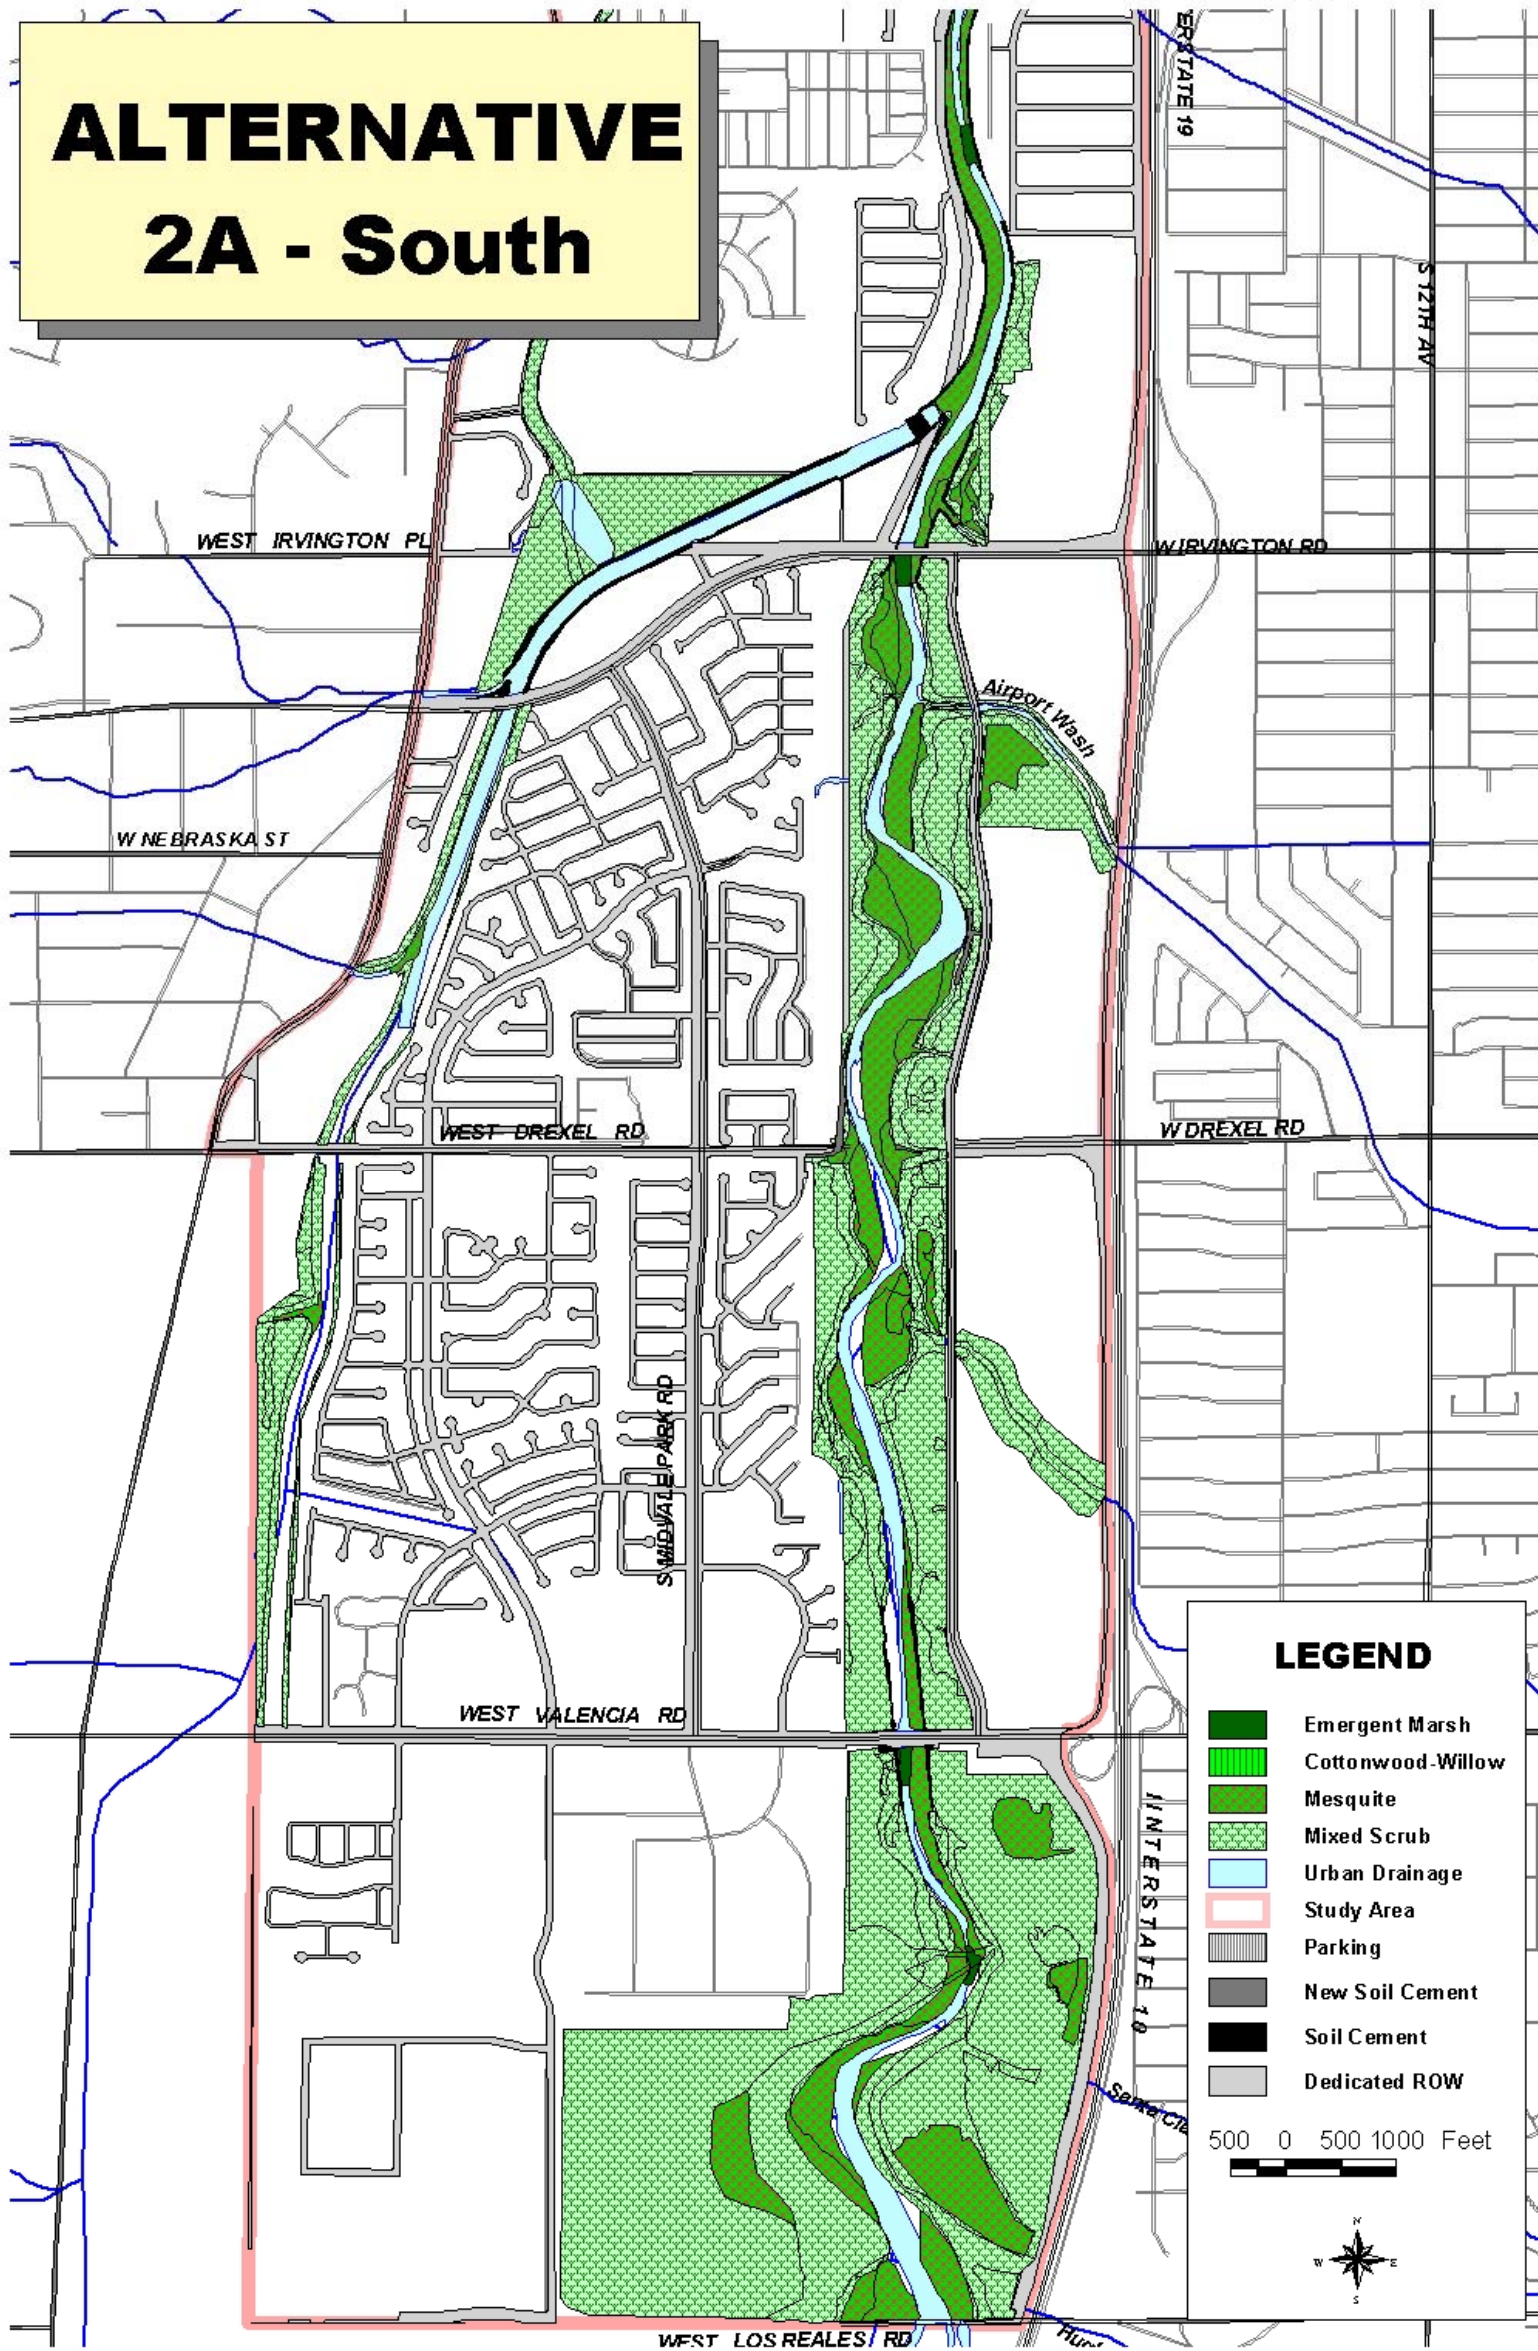 ALTERNATIVE
2A - South
ERSTATE 19
S 12TH AV
WEST IRVINGTON PL
W IRVINGTON RD
Airport Wash
W NEBRASKA ST
WEST DREXEL RD
W DREXEL RD
S MIDVALE PARK RD
WEST VALENCIA RD
INTERSTATE 19
Santa Cla
WEST LOS REALES RD
LEGEND
Emergent Marsh
Cottonwood-Willow
Mesquite
Mixed Scrub
Urban Drainage
Study Area
Parking
New Soil Cement
Soil Cement
Dedicated ROW
500 0 500 1000 Feet
N
W E
S